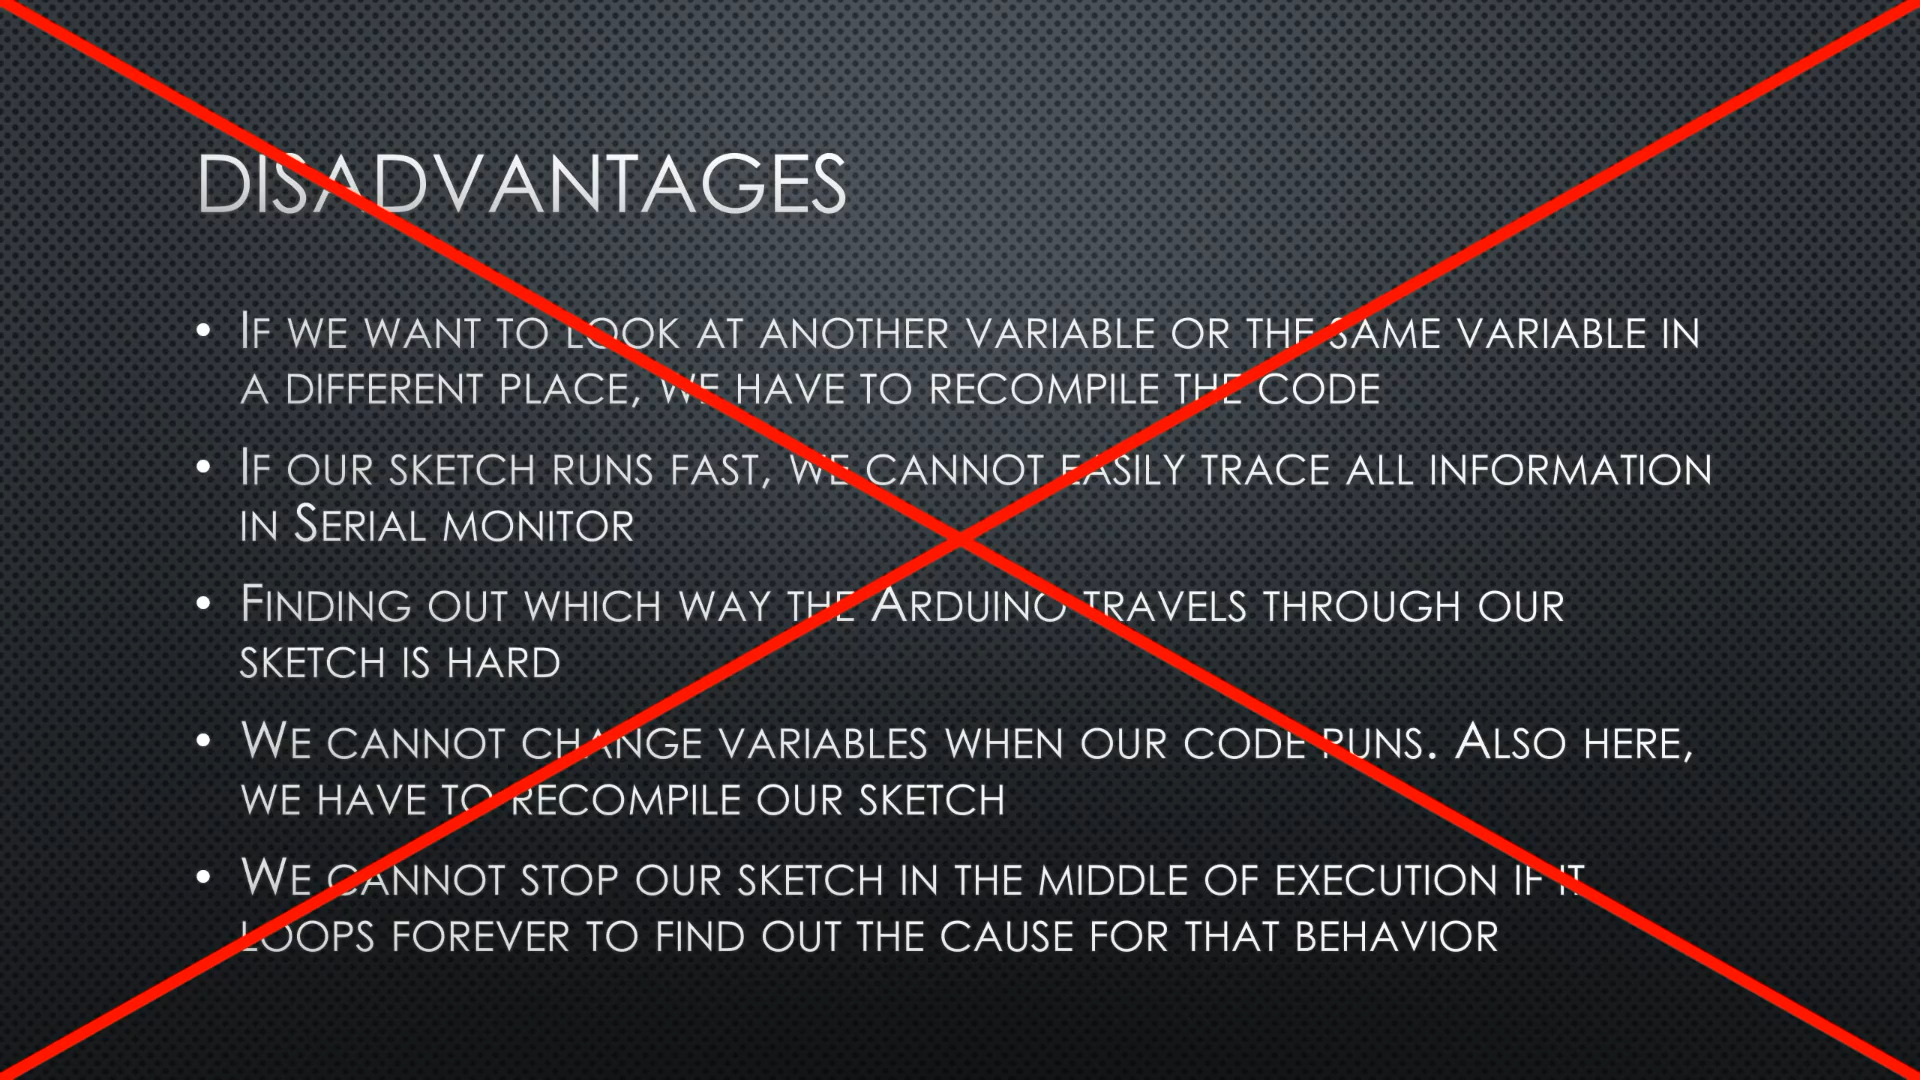 DISADVANTAGES
• IF WE WANT TO LOOK AT ANOTHER VARIABLE OR THE SAME VARIABLE IN
A DIFFERENT PLACE, WE HAVE TO RECOMPILE THE CODE
• IF OUR SKETCH RUNS FAST, WE CANNOT EASILY TRACE ALL INFORMATION
IN SERIAL MONITOR
• FINDING OUT WHICH WAY THE ARDUINO TRAVELS THROUGH OUR
SKETCH IS HARD
• WE CANNOT CHANGE VARIABLES WHEN OUR CODE RUNS. ALSO HERE,
WE HAVE TO RECOMPILE OUR SKETCH
• WE CANNOT STOP OUR SKETCH IN THE MIDDLE OF EXECUTION IF IT
LOOPS FOREVER TO FIND OUT THE CAUSE FOR THAT BEHAVIOR